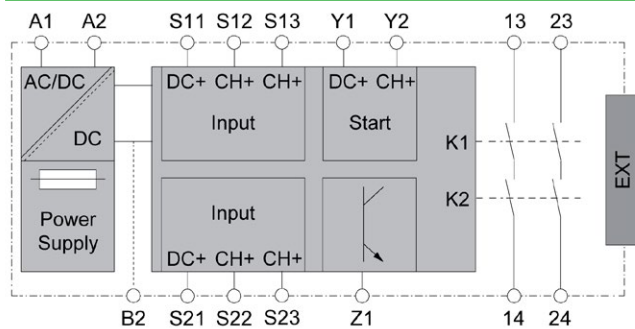 A1 A2 S11 S12 S13 Y1 Y2 13 23
AC/DC DC+ CH+ CH+ DC+ CH+
Input Start
DC K1
EXT
K2
Power Supply
Input
DC+ CH+ CH+
B2 S21 S22 S23 Z1 14 24